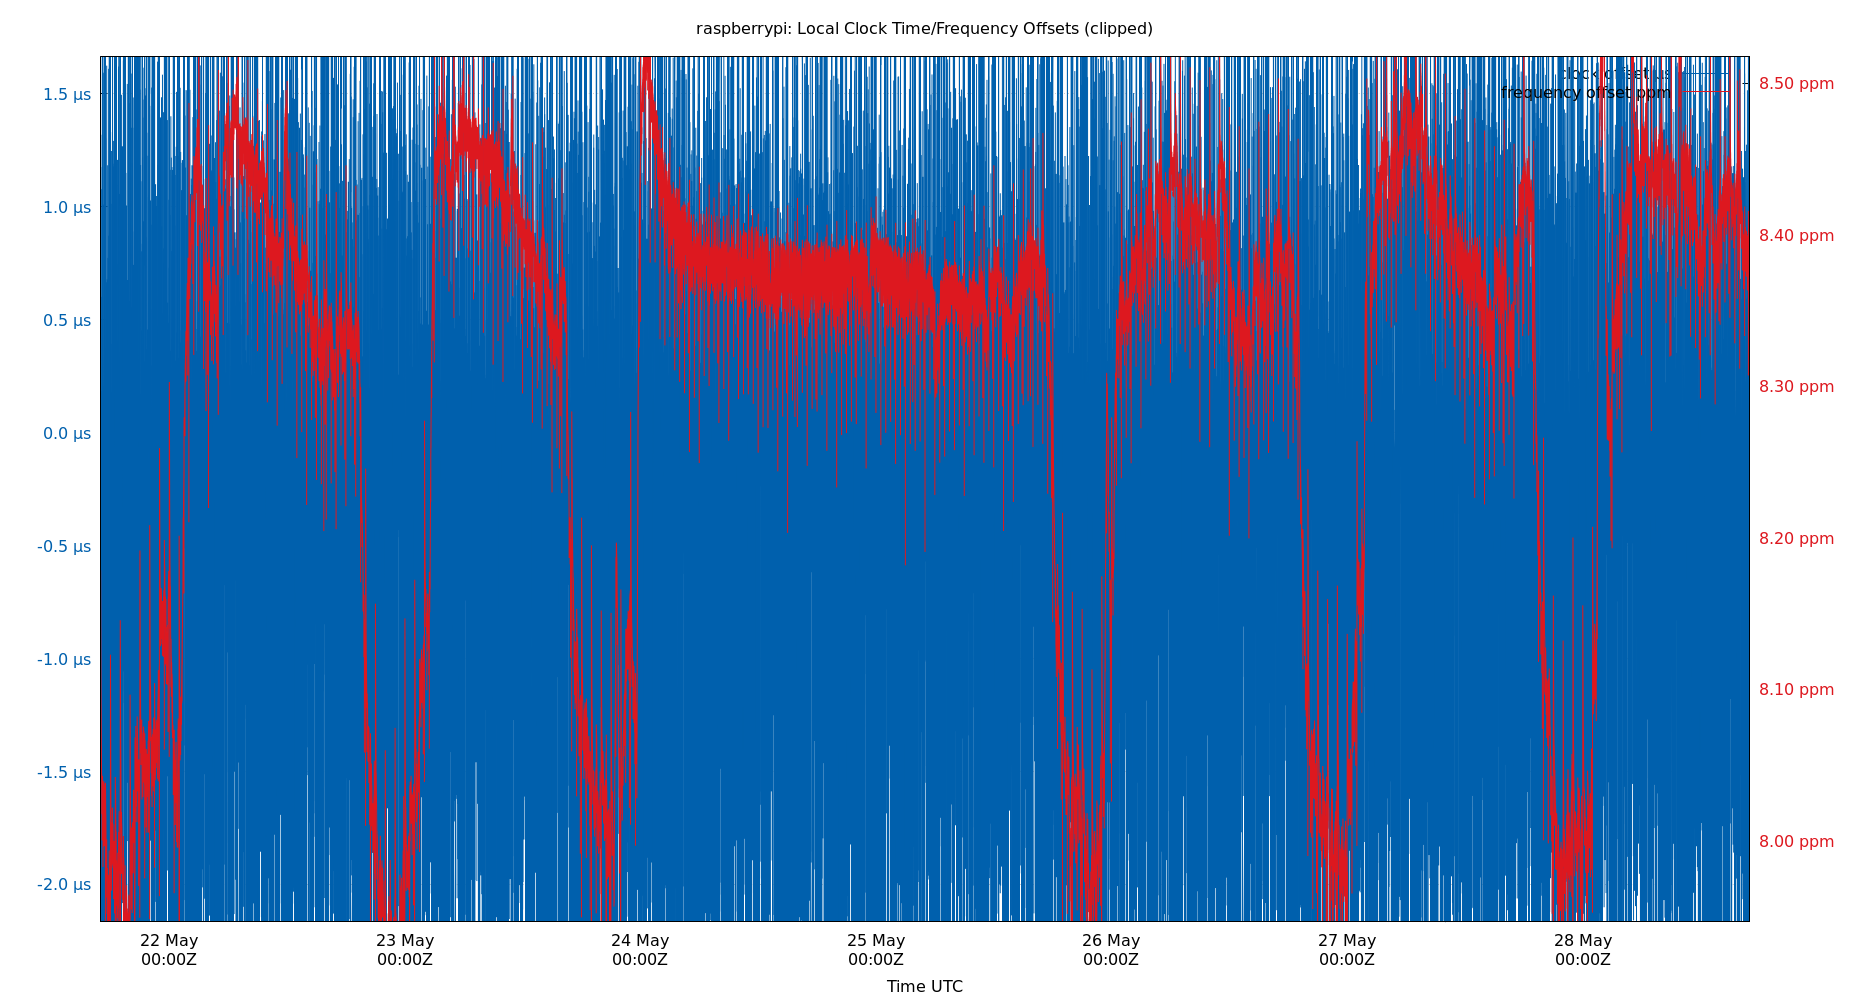 raspberrypi: Local Clock Time/Frequency Offsets (clipped)
clock offset µs
frequency offset ppm
1.5 µs
1.0 µs
0.5 µs
0.0 µs
-0.5 µs
-1.0 µs
-1.5 µs
-2.0 µs
8.50 ppm
8.40 ppm
8.30 ppm
8.20 ppm
8.10 ppm
8.00 ppm
22 May 23 May 24 May 25 May 26 May 27 May 28 May
00:00Z 00:00Z 00:00Z 00:00Z 00:00Z 00:00Z 00:00Z
Time UTC